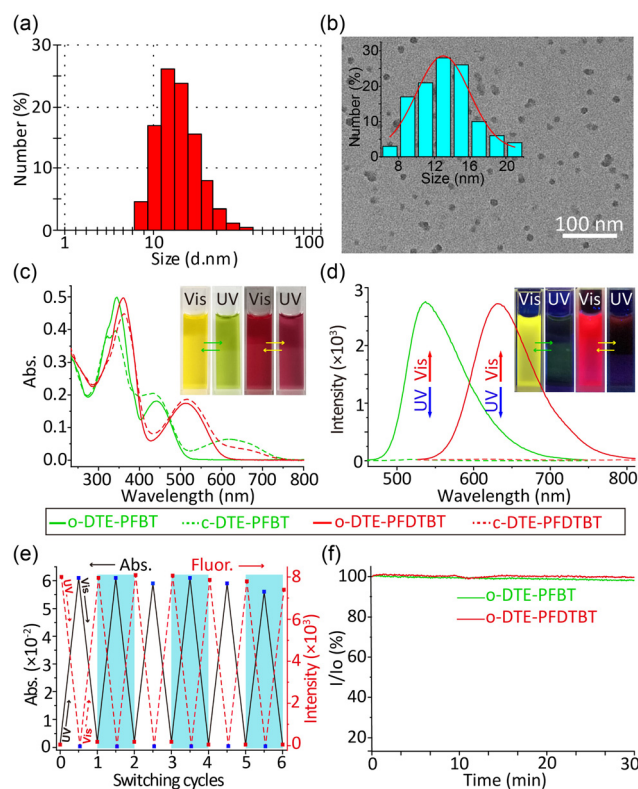 (a)
Number (%)
30
20
10
0
1
10
100
Size (d.nm)
(b)
Number (%)
30
20
10
0
8
12
16
20
Size (nm)
100 nm
(c)
Abs.
0.5
0.4
0.3
0.2
0.1
0.0
Vis
UV
Vis
UV
300
400
500
600
700
800
Wavelength (nm)
(d)
Intensity (×10³)
3
2
1
0
Vis
UV
Vis
UV
UV Vis
UV Vis
500
600
700
800
Wavelength (nm)
o-DTE-PFBT
c-DTE-PFBT
o-DTE-PFDTBT
c-DTE-PFDTBT
(e)
Abs. (×10⁻²)
6
5
4
3
2
1
0
Abs.
Fluor.
UV
Vis
UV
Vis
8
6
4
2
0
Intensity (×10³)
0
1
2
3
4
5
6
Switching cycles
(f)
I/Io (%)
100
80
60
40
20
0
o-DTE-PFBT
o-DTE-PFDTBT
0
10
20
30
Time (min)